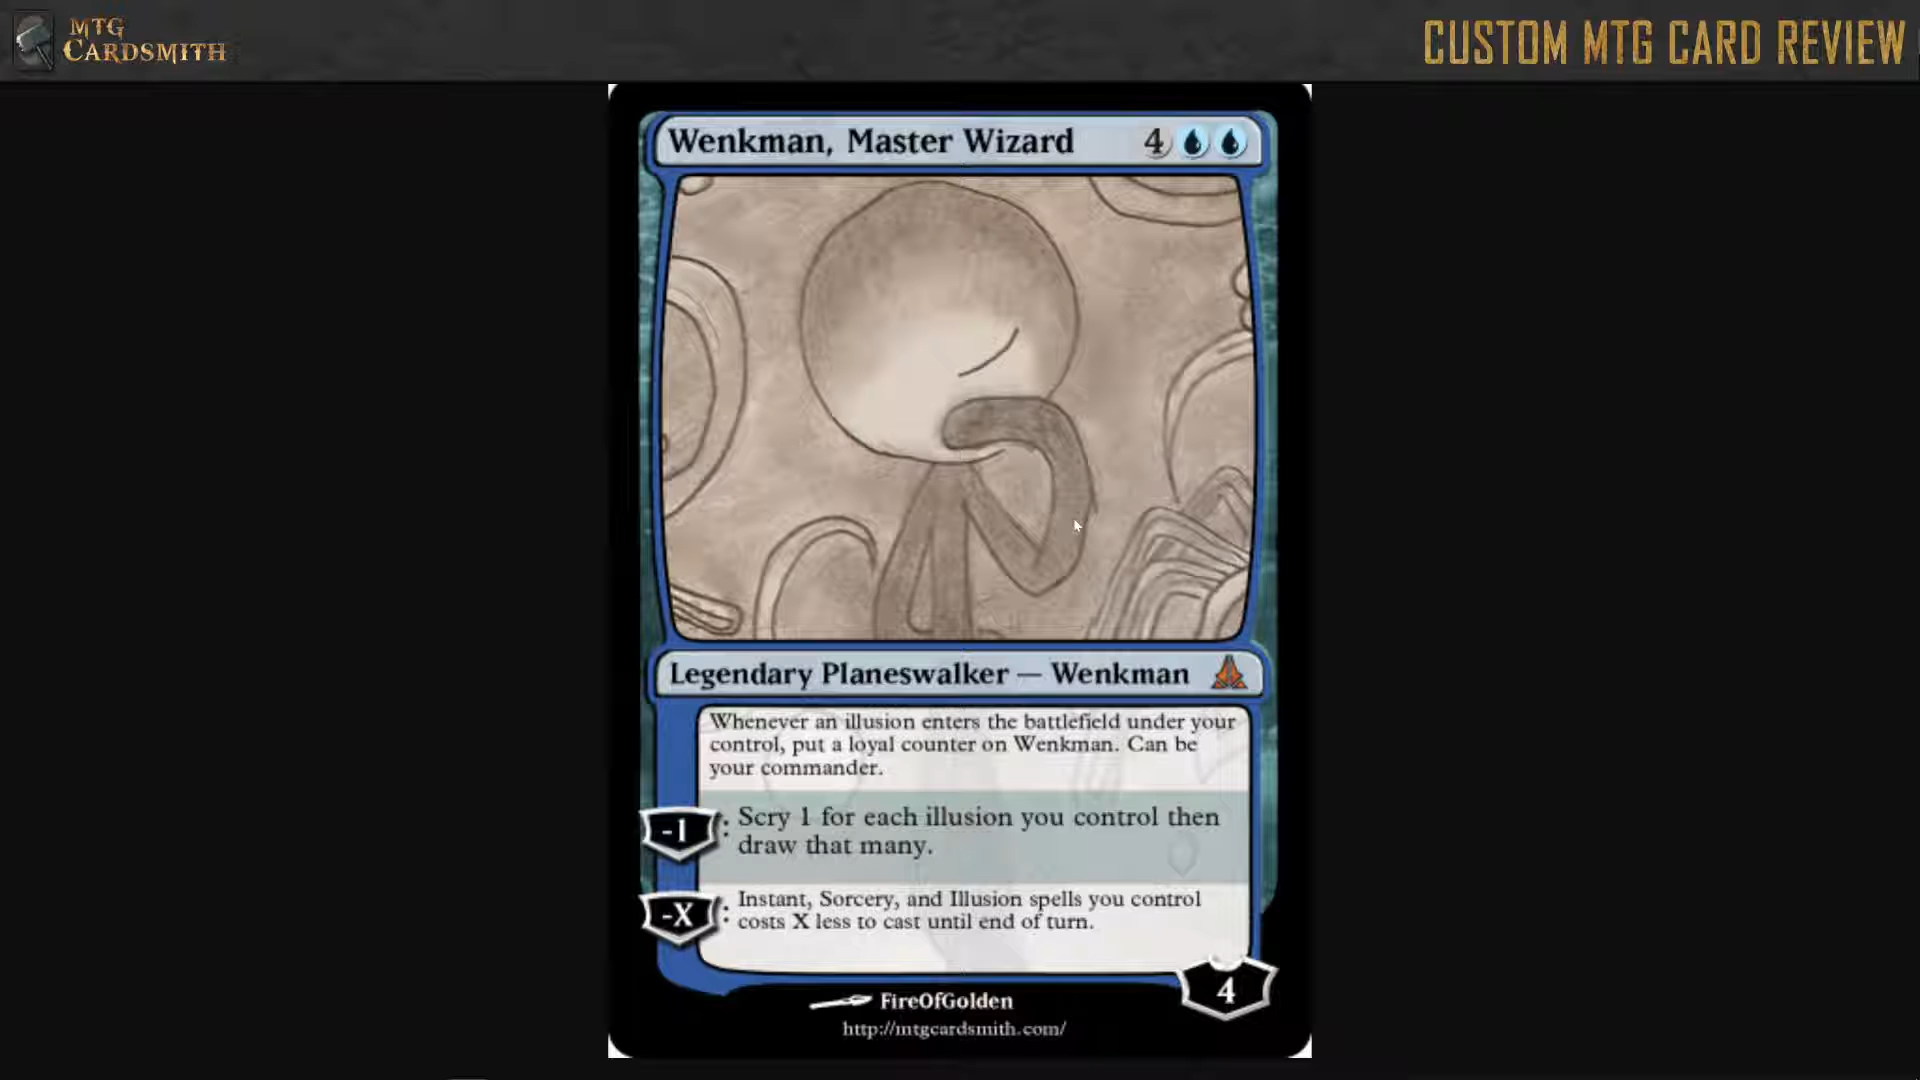 MTG
CARDSMITH
CUSTOM MTG CARD REVIEW
Wenkman, Master Wizard 4
Legendary Planeswalker — Wenkman
Whenever an illusion enters the battlefield under your
control, put a loyal counter on Wenkman. Can be
your commander.
-1 : Scry 1 for each illusion you control then
draw that many.
-X : Instant, Sorcery, and Illusion spells you control
costs X less to cast until end of turn.
4
FireOfGolden
http://mtgcardsmith.com/